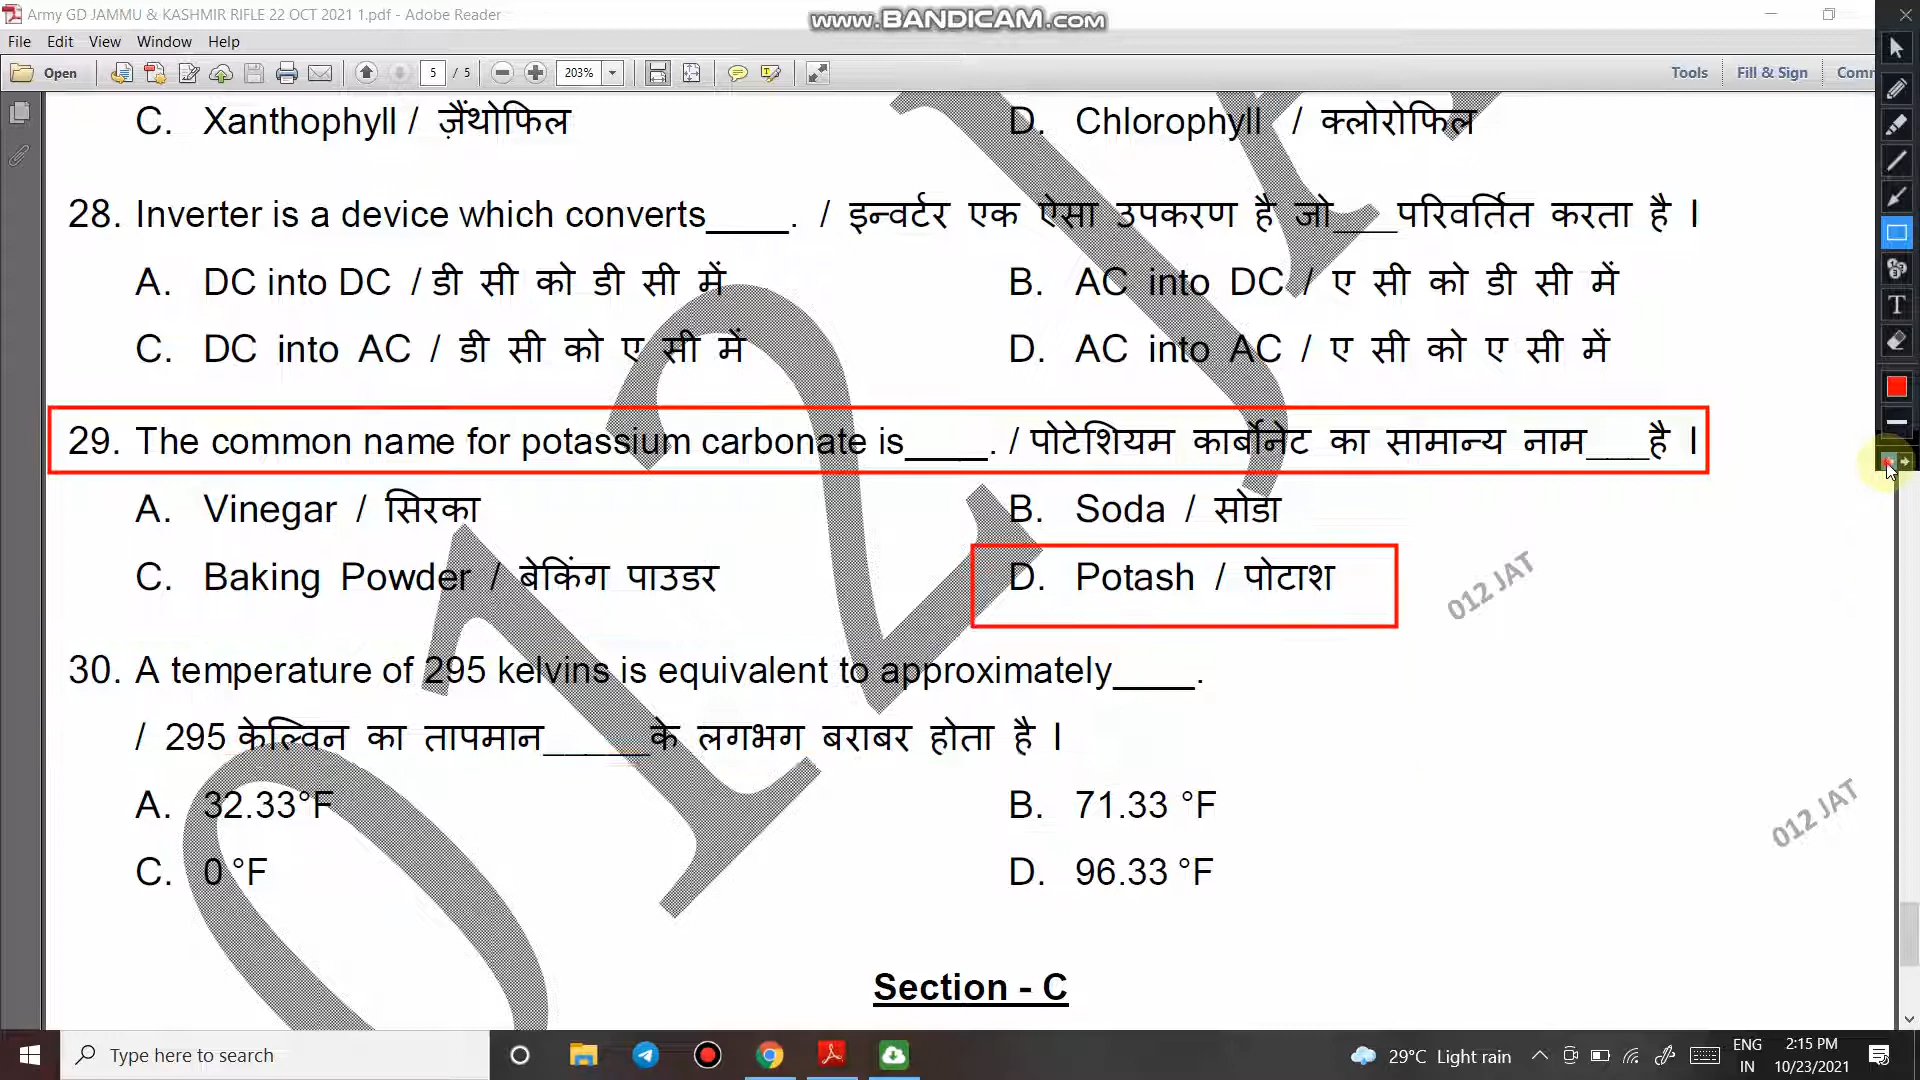 Army GD JAMMU & KASHMIR RIFLE 22 OCT 2021 1.pdf - Adobe Reader
www.BANDICAM.com
File Edit View Window Help
Open 5 / 5 203% Tools Fill & Sign Comm
C. Xanthophyll / ज़ैंथोफिल D. Chlorophyll / क्लोरोफिल
28. Inverter is a device which converts____. / इन्वर्टर एक ऐसा उपकरण है जो___परिवर्तित करता है ।
A. DC into DC / डी सी को डी सी में B. AC into DC / ए सी को डी सी में
C. DC into AC / डी सी को ए सी में D. AC into AC / ए सी को ए सी में
29. The common name for potassium carbonate is____. / पोटेशियम कार्बोनेट का सामान्य नाम___है ।
A. Vinegar / सिरका B. Soda / सोडा
C. Baking Powder / बेकिंग पाउडर D. Potash / पोटाश
012 JAT
30. A temperature of 295 kelvins is equivalent to approximately____.
/ 295 केल्विन का तापमान_____के लगभग बराबर होता है ।
A. 32.33°F B. 71.33 °F
012 JAT
C. 0 °F D. 96.33 °F
Section - C
Type here to search
29°C Light rain
ENG
IN
2:15 PM
10/23/2021